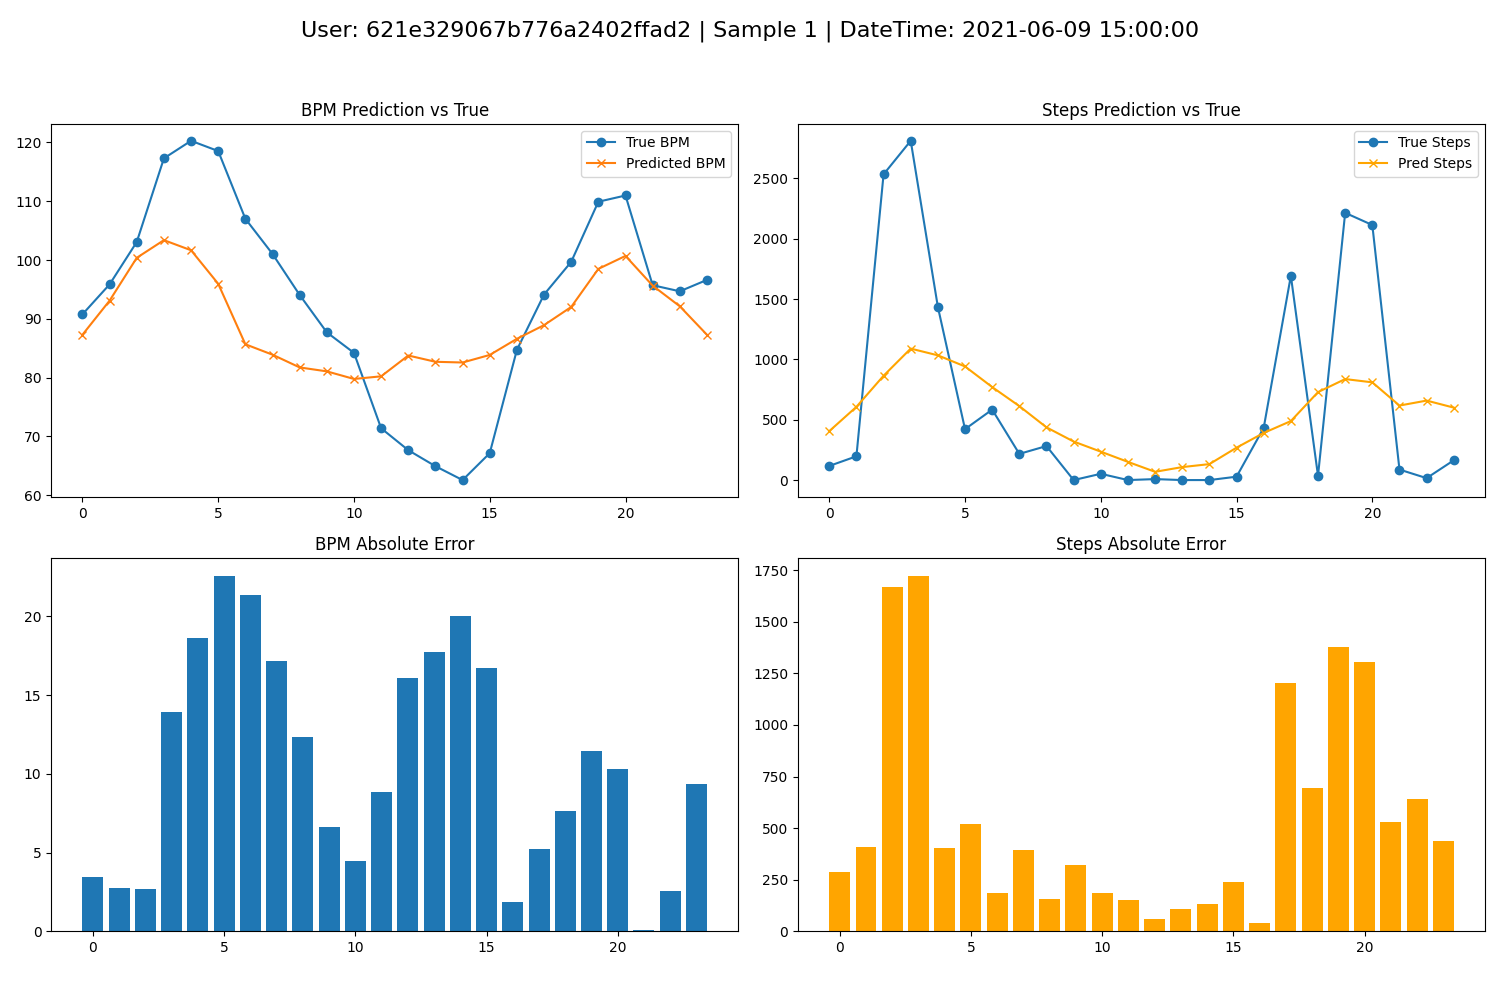 User: 621e329067b776a2402ffad2 | Sample 1 | DateTime: 2021-06-09 15:00:00
BPM Prediction vs True
True BPM
Predicted BPM
120
110
100
90
80
70
60
0 5 10 15 20
Steps Prediction vs True
True Steps
Pred Steps
2500
2000
1500
1000
500
0
0 5 10 15 20
BPM Absolute Error
20
15
10
5
0
0 5 10 15 20
Steps Absolute Error
1750
1500
1250
1000
750
500
250
0
0 5 10 15 20